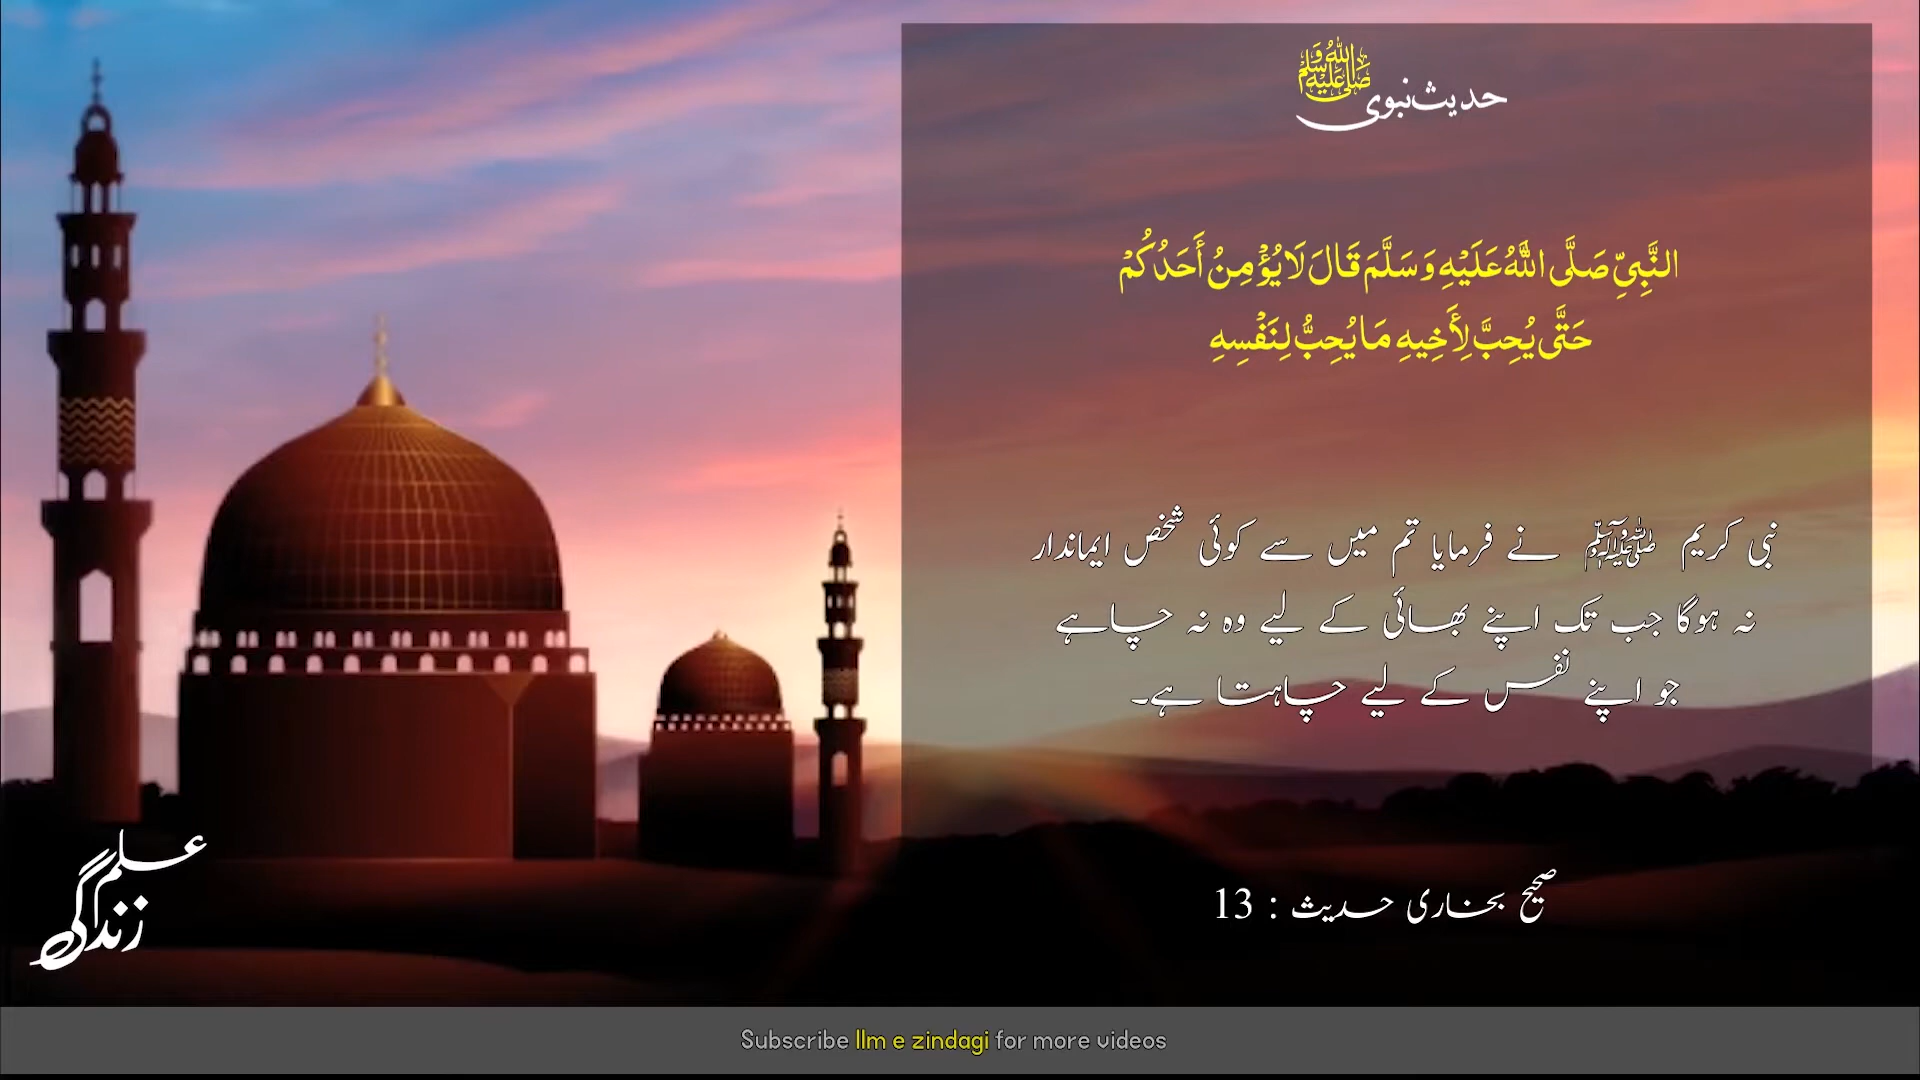 حدیث نبوی ﷺ
النَّبِيِّ صَلَّى اللَّهُ عَلَيْهِ وَسَلَّمَ قَالَ لَا يُؤْمِنُ أَحَدُكُمْ
حَتَّى يُحِبَّ لِأَخِيهِ مَا يُحِبُّ لِنَفْسِهِ
نبی کریم ﷺ نے فرمایا تم میں سے کوئی شخص ایماندار
نہ ہوگا جب تک اپنے بھائی کے لیے وہ نہ چاہے
جو اپنے نفس کے لیے چاہتا ہے۔
صحیح بخاری حدیث : 13
علم
زندگی
Subscribe Ilm e zindagi for more videos